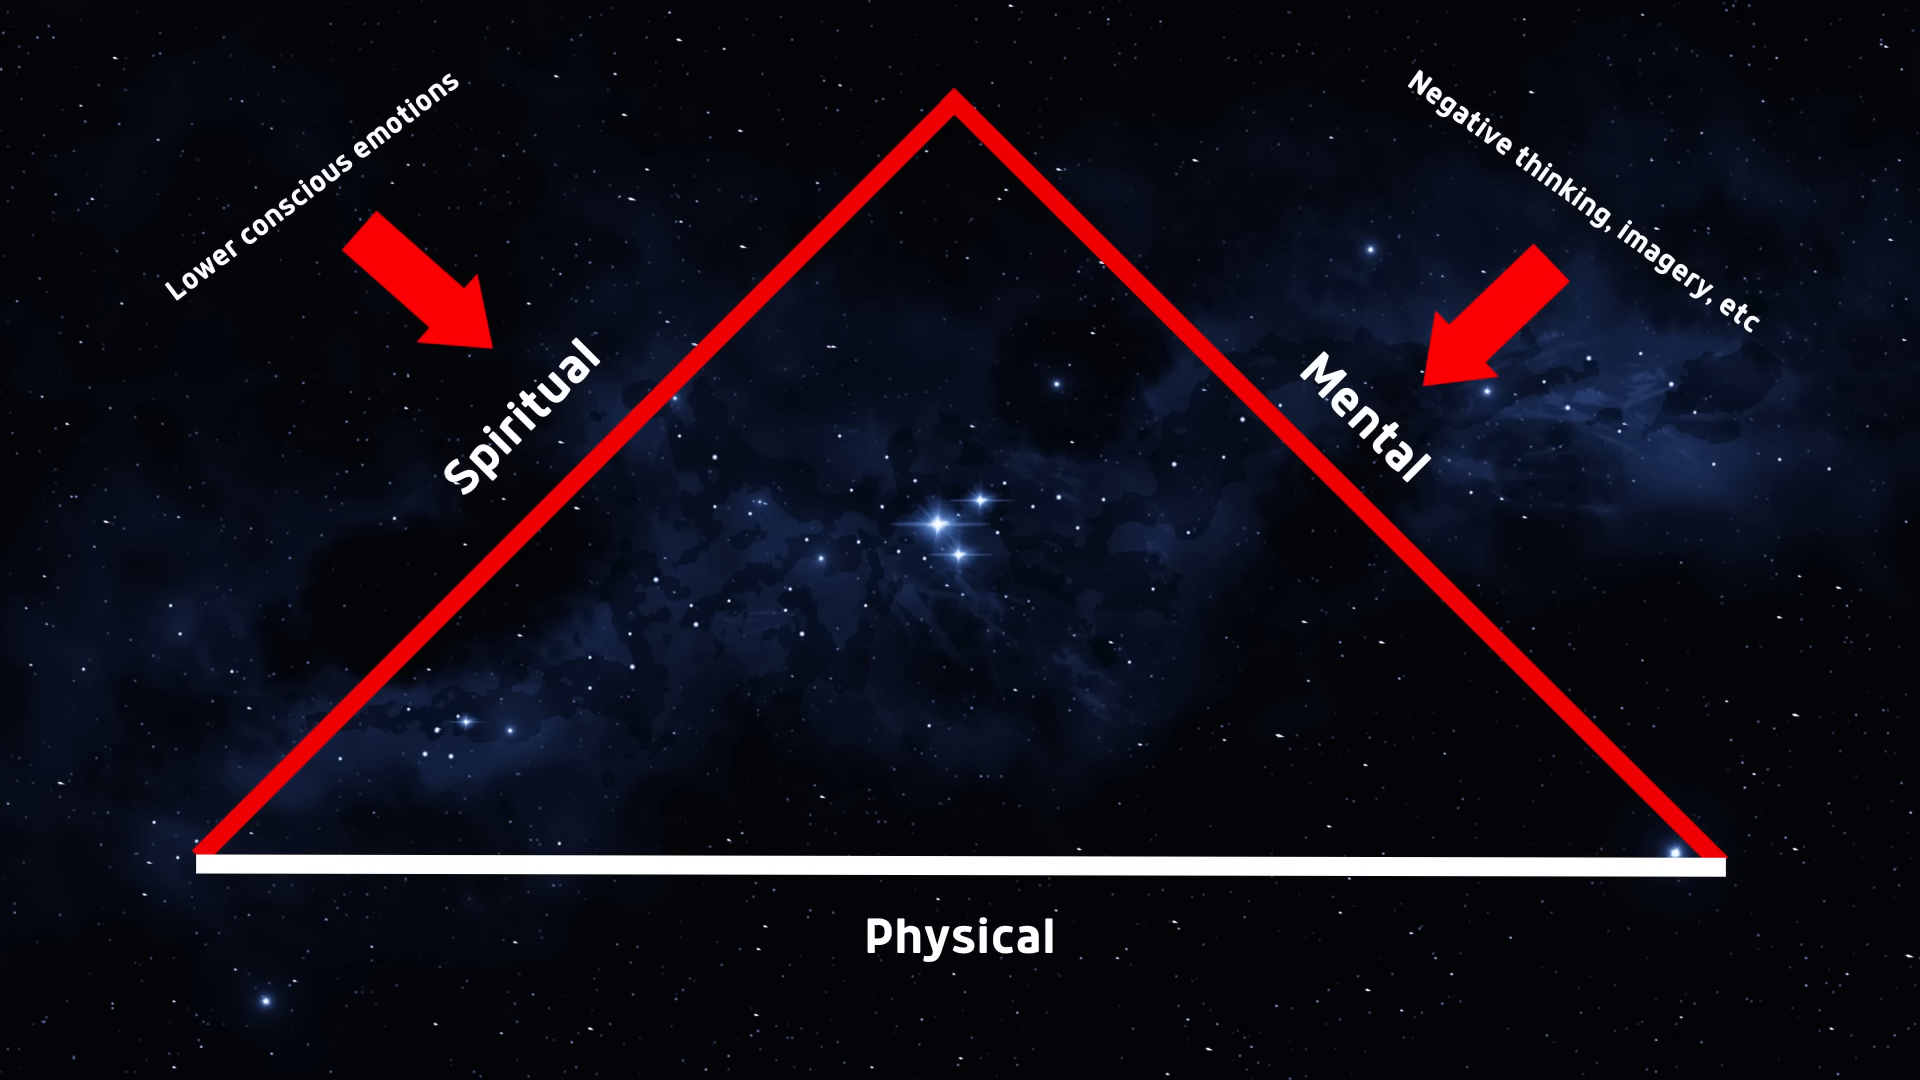 Lower conscious emotions
Negative thinking, imagery, etc
Spiritual
Mental
Physical